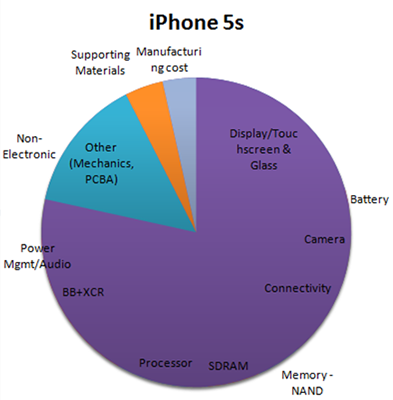 iPhone 5s
Supporting
Materials
Manufacturi
ng cost
Display/Touc
hscreen &
Glass
Non-
Electronic
Other
(Mechanics,
PCBA)
Battery
Camera
Power
Mgmt/Audio
Connectivity
BB+XCR
Processor
SDRAM
Memory -
NAND